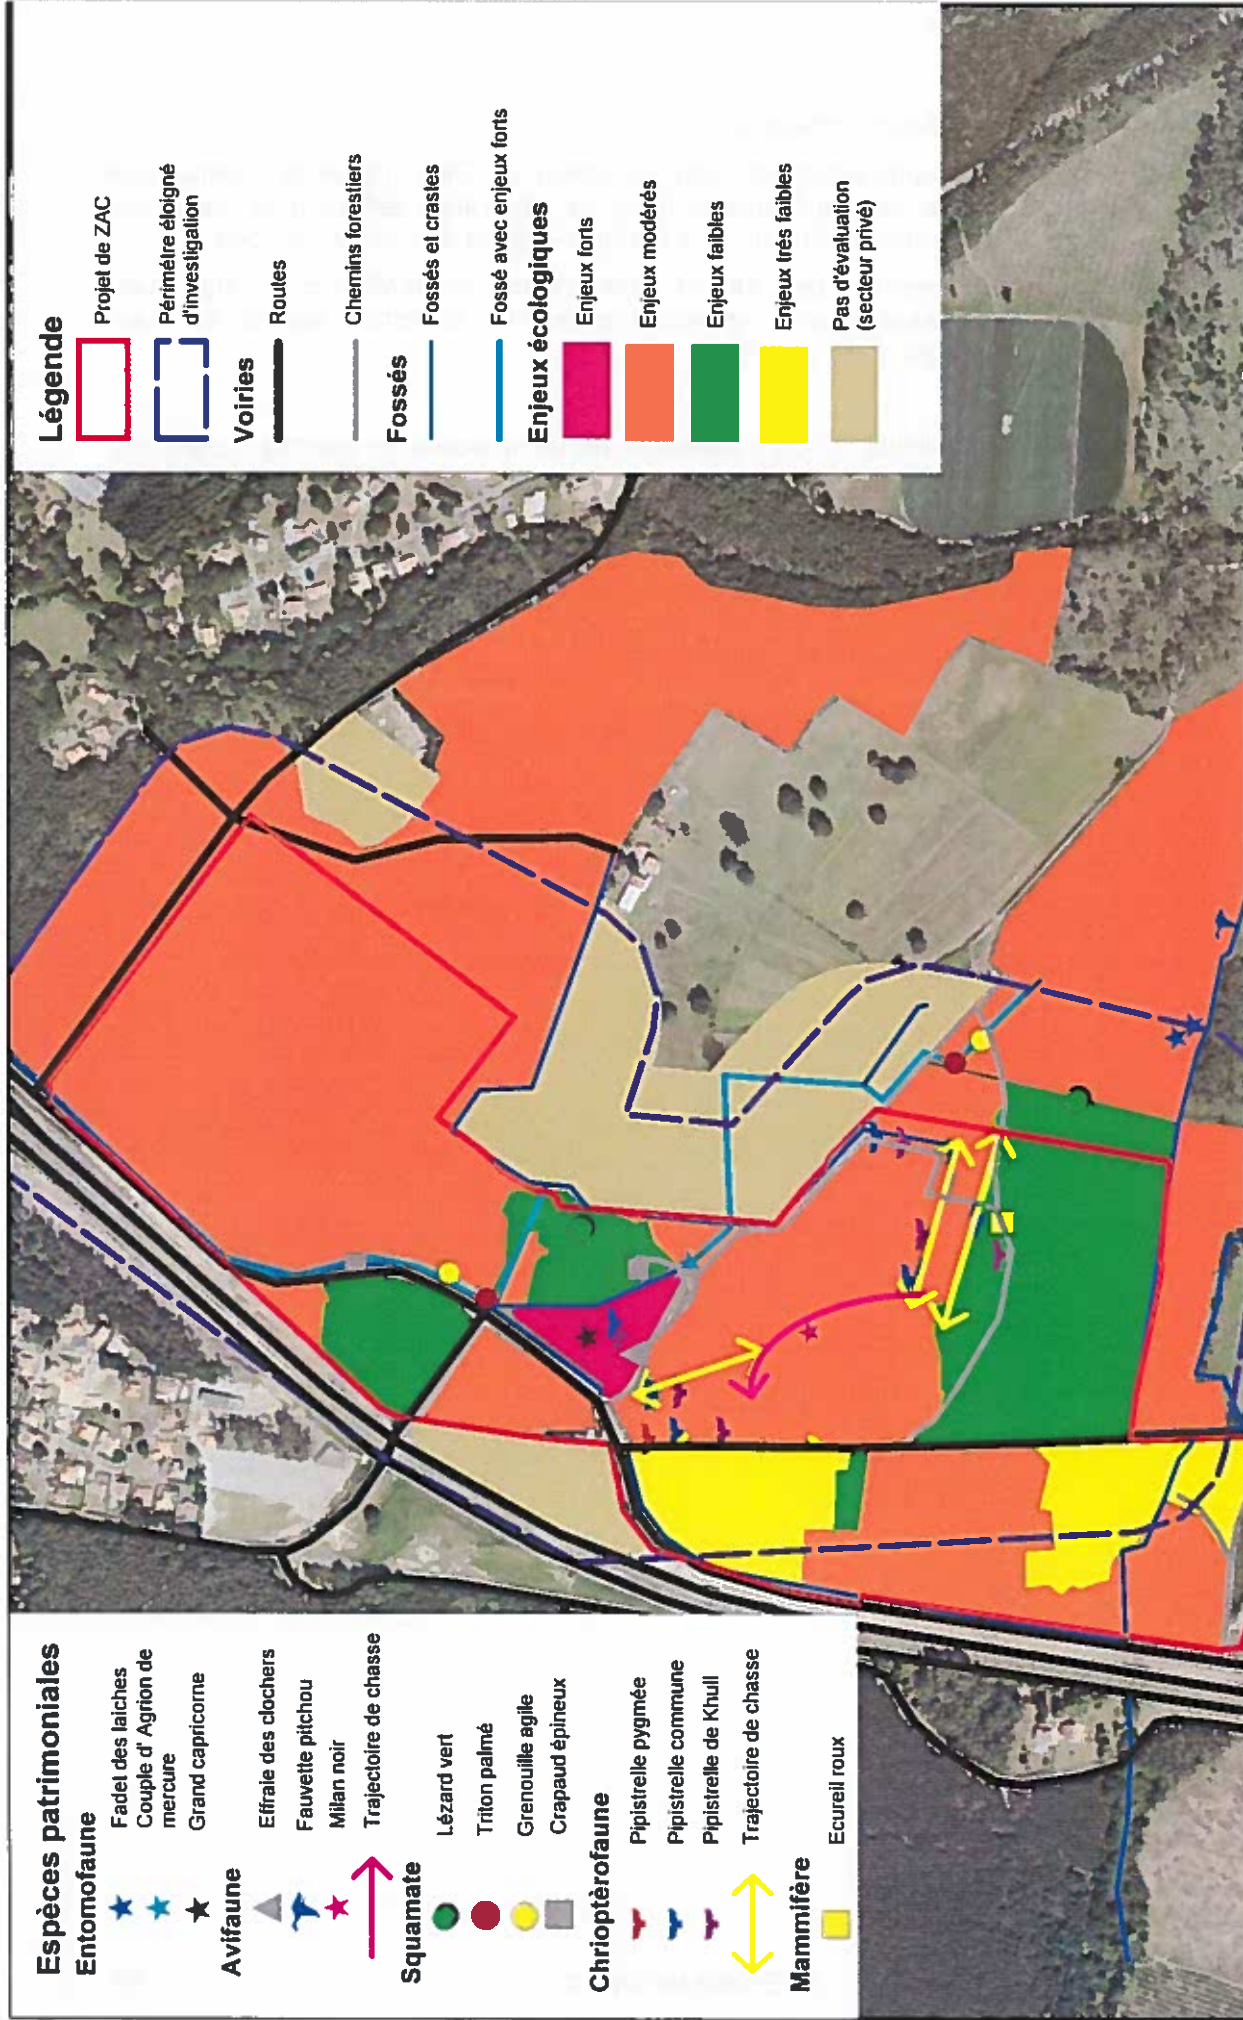 Légende
Projet de ZAC
Périmètre éloigné
d'investigation
Voiries
Routes
Chemins forestiers
Fossés
Fossés et crastes
Fossé avec enjeux forts
Enjeux écologiques
Enjeux forts
Enjeux modérés
Enjeux faibles
Enjeux très faibles
Pas d'évaluation
(secteur privé)
Espèces patrimoniales
Entomofaune
Fadet des laiches
Couple d' Agrion de
mercure
Grand capricorne
Avifaune
Effraie des clochers
Fauvette pitchou
Milan noir
Trajectoire de chasse
Squamate
Lézard vert
Triton palmé
Grenouille agile
Crapaud épineux
Chrioptèrofaune
Pipistrelle pygmée
Pipistrelle commune
Pipistrelle de Khull
Trajectoire de chasse
Mammifère
Ecureil roux